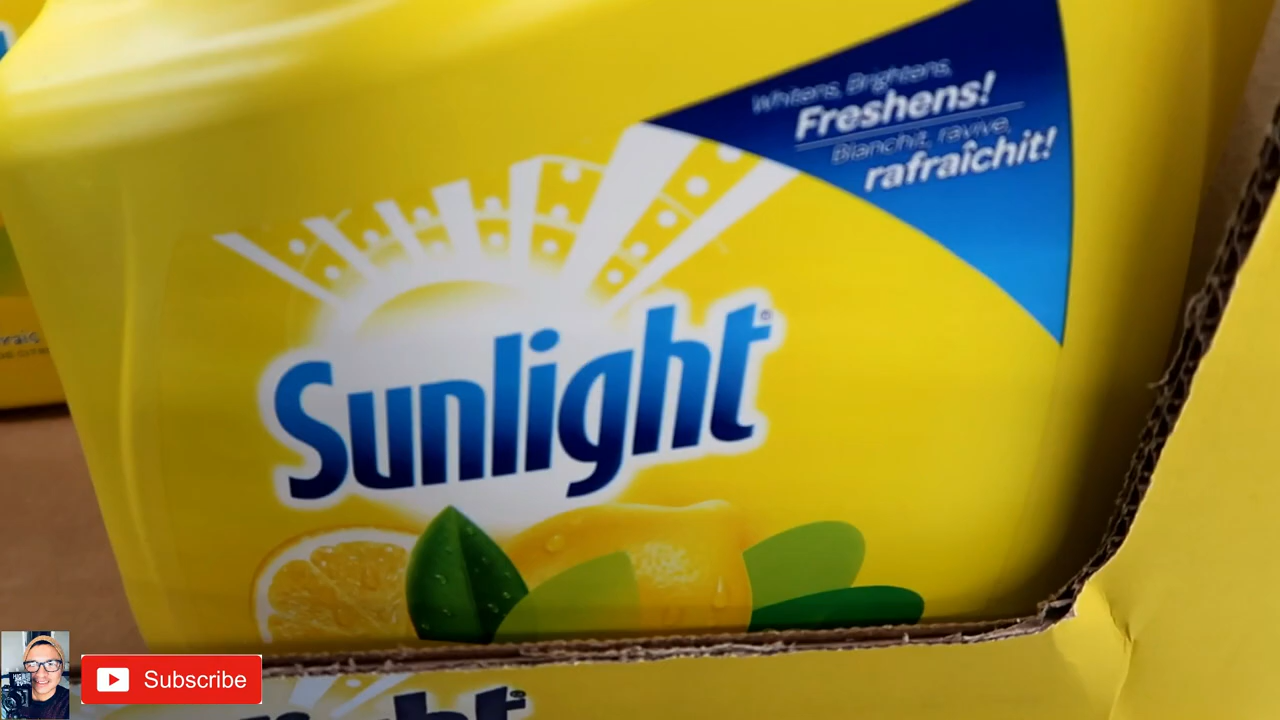 Whitens, Brightens,
Freshens!
Blanchit, ravive,
rafraîchit!
Sunlight®
Subscribe